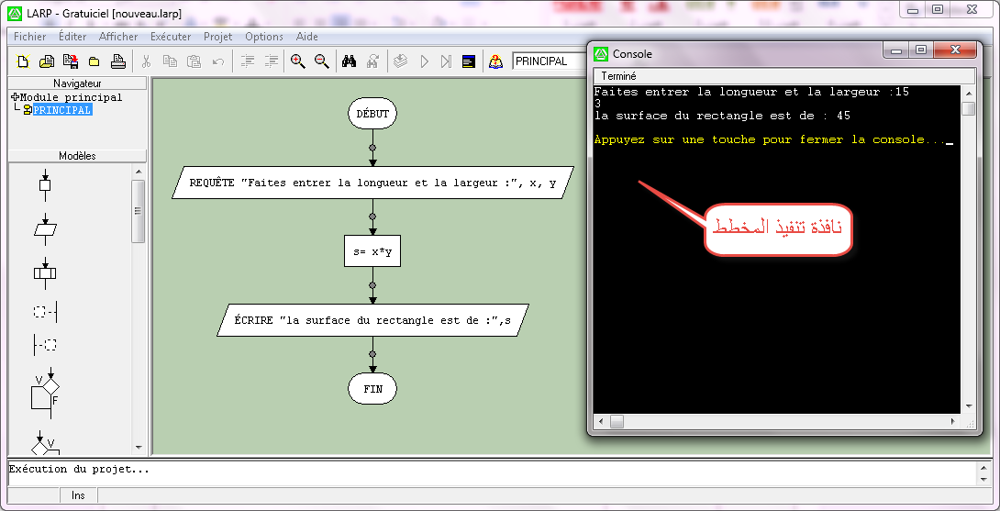 LARP - Gratuiciel [nouveau.larp]
Fichier Éditer Afficher Exécuter Projet Options Aide
PRINCIPAL
Navigateur
Module principal
PRINCIPAL
Modèles
V
F
V
DÉBUT
REQUÊTE "Faites entrer la longueur et la largeur :", x, y
s= x*y
ÉCRIRE "la surface du rectangle est de :",s
FIN
Console
Terminé
Faites entrer la longueur et la largeur :15
3
la surface du rectangle est de : 45
Appuyez sur une touche pour fermer la console...
نافذة تنفيذ المخطط
Exécution du projet...
Ins